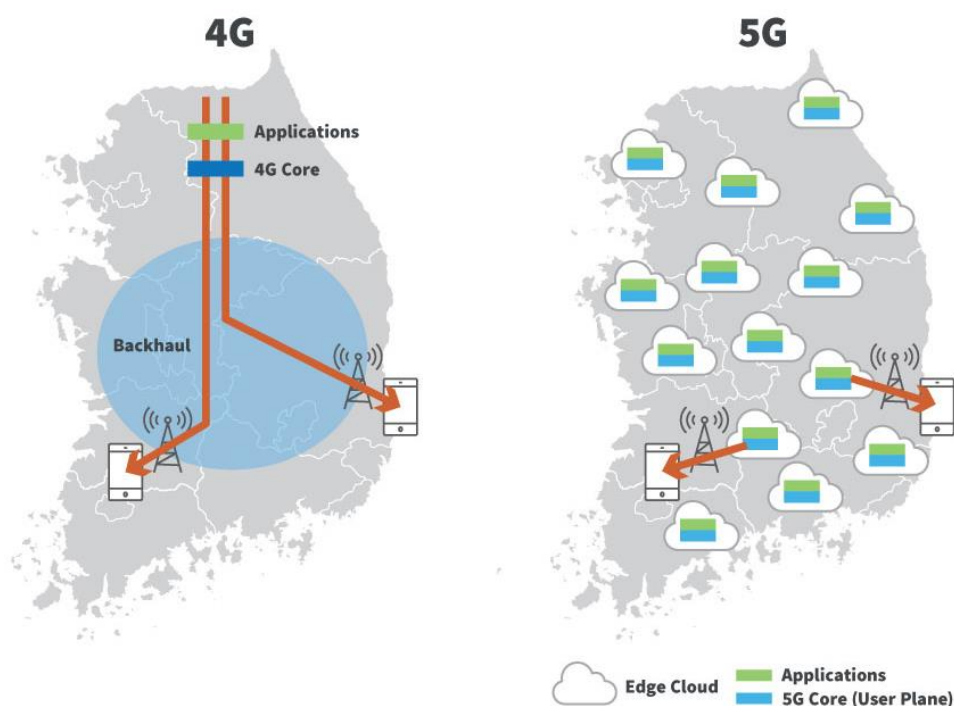 4G
5G
Applications
4G Core
Backhaul
Edge Cloud
Applications
5G Core (User Plane)